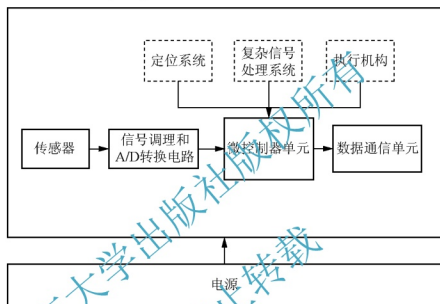 定位系统
复杂信号
处理系统
执行机构
传感器
信号调理和
A/D转换电路
微控制器单元
数据通信单元
电源
大学出版社版权所有
止转载